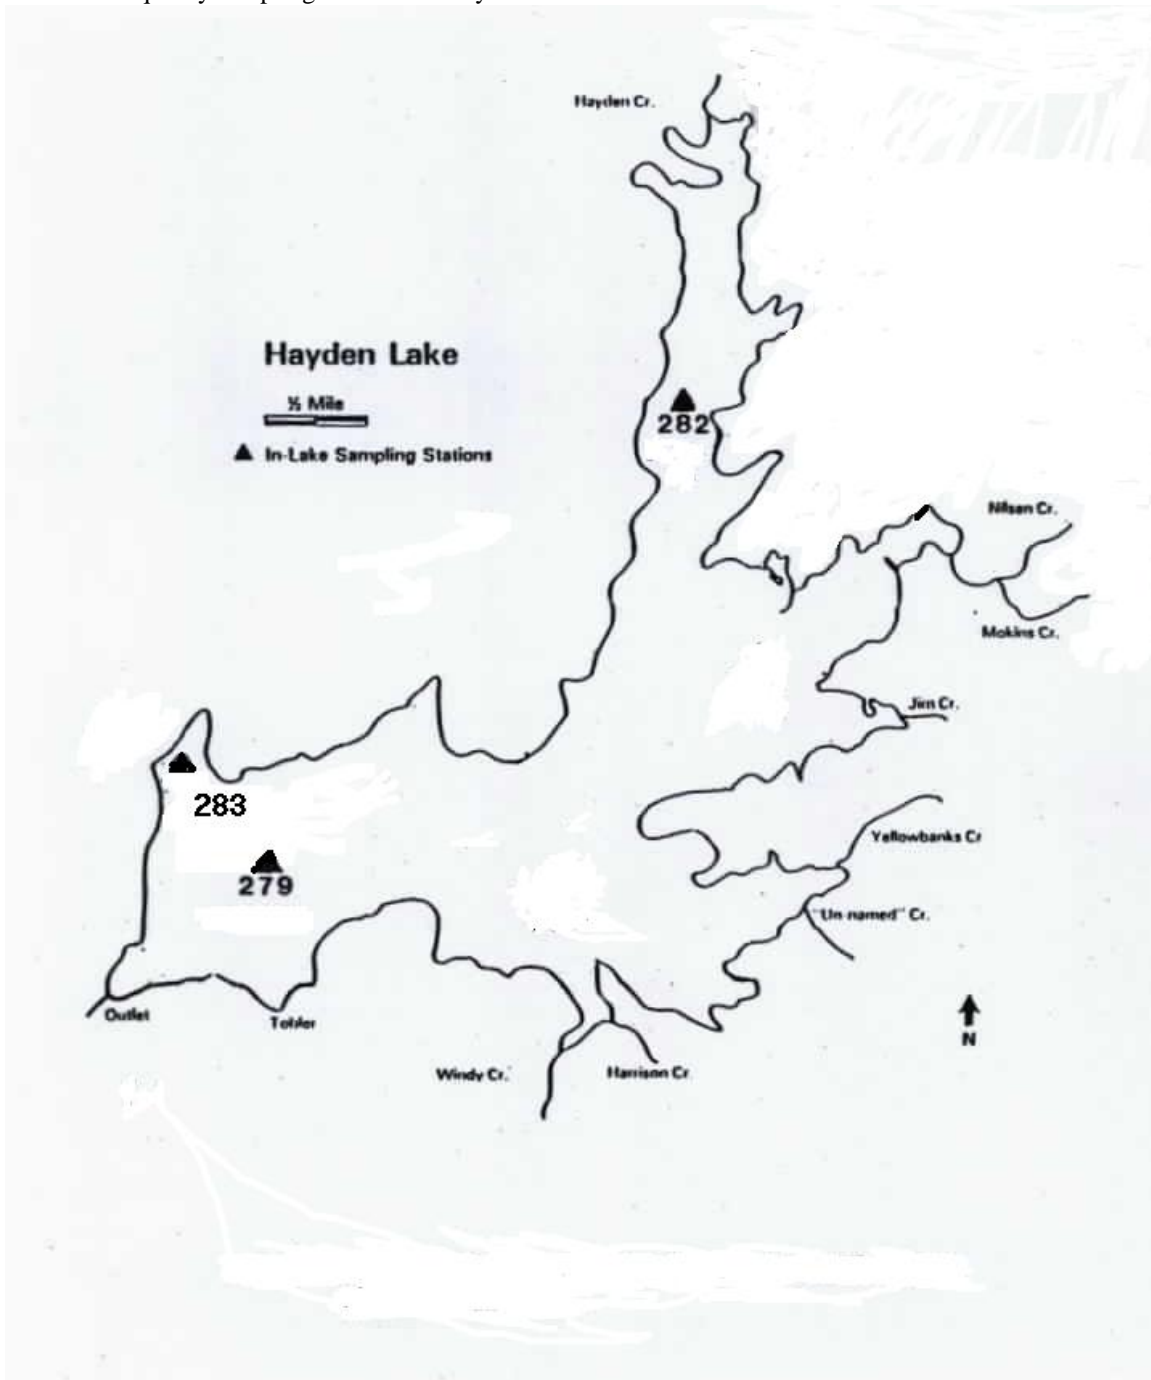 Hayden Cr.
Hayden Lake
½ Mile
In-Lake Sampling Stations
282
Nilsen Cr.
Mokins Cr.
Jim Cr.
283
Yellowbanks Cr
279
"Un-named" Cr.
Outlet
N
Windy Cr.
Harrison Cr.